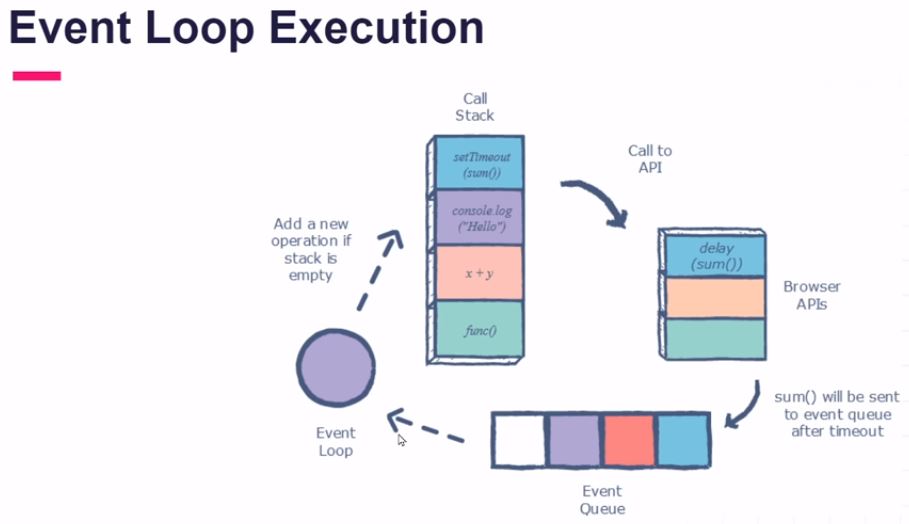 Event Loop Execution
Call
Stack
setTimeout
(sum())
console.log
("Hello")
x + y
func()
Call to
API
delay
(sum())
Browser
APIs
Add a new
operation if
stack is
empty
Event
Loop
sum() will be sent
to event queue
after timeout
Event
Queue